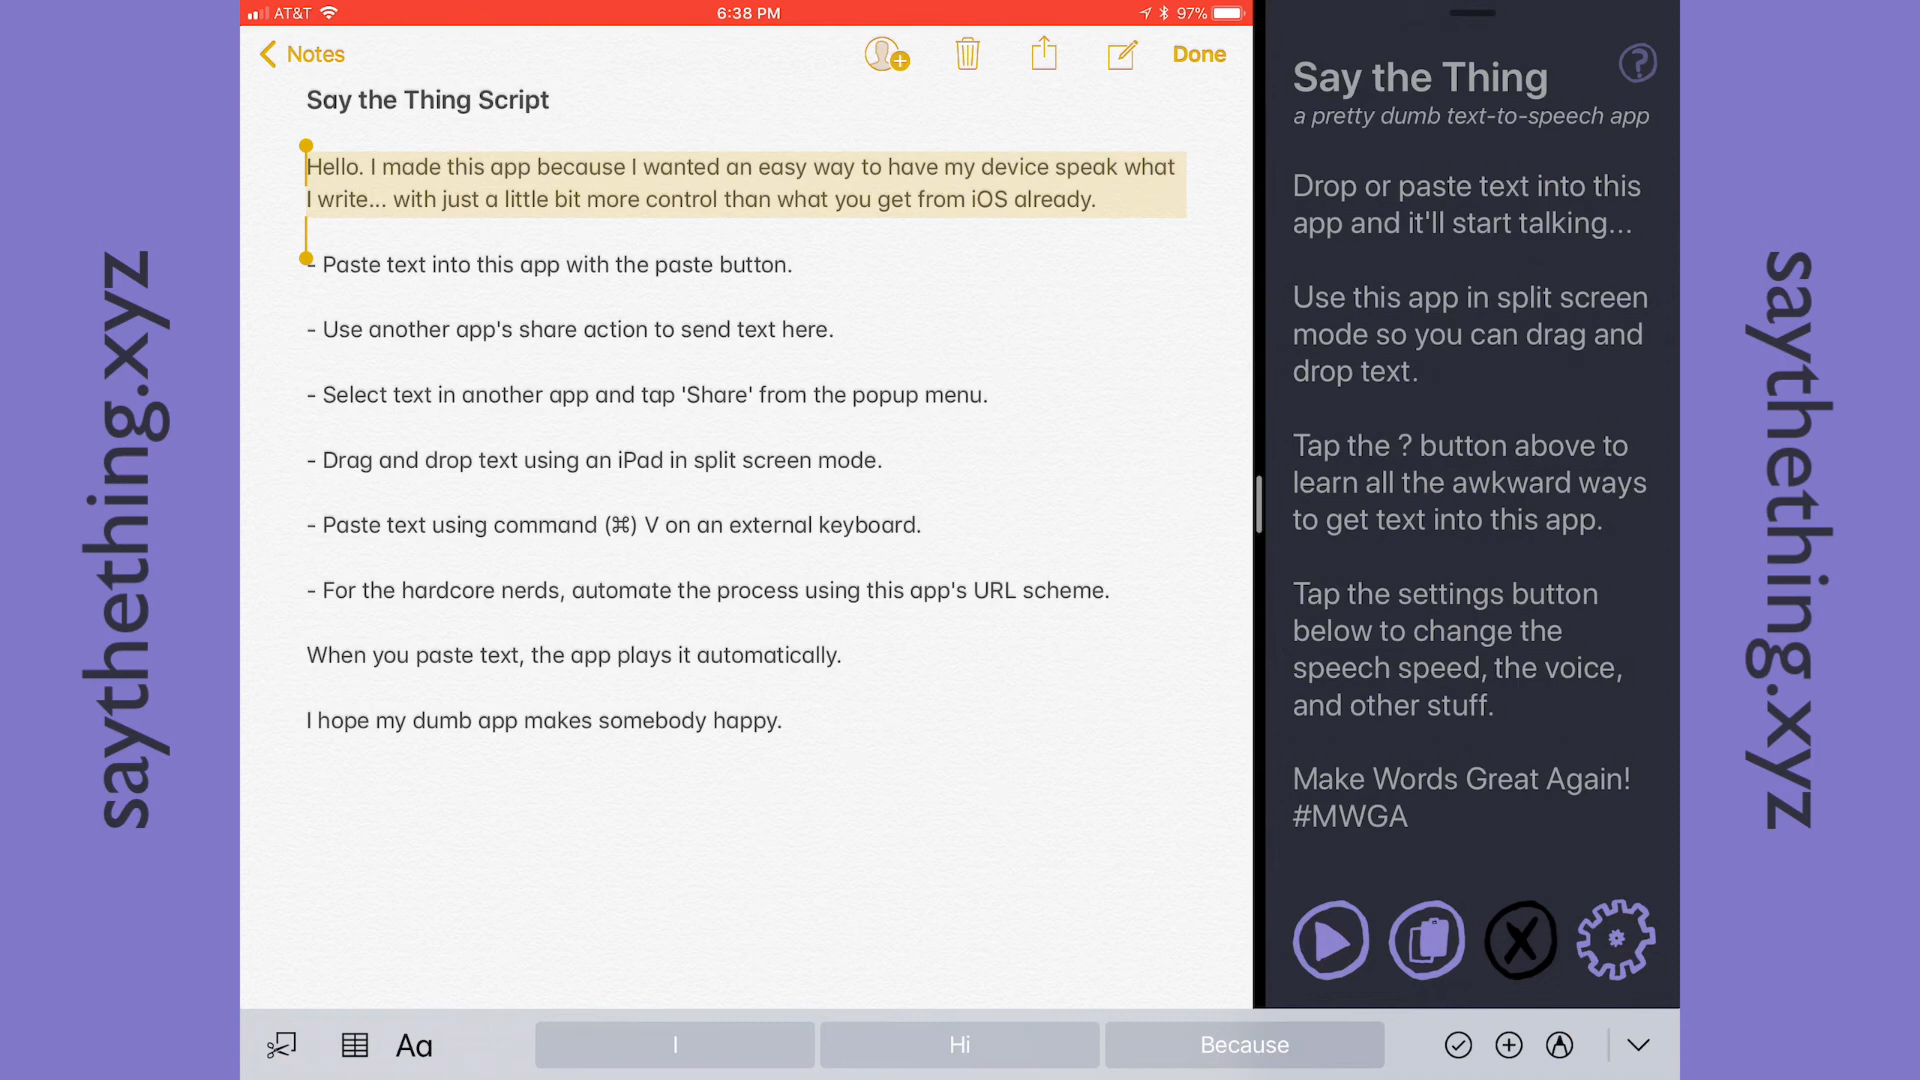 saythething.xyz
AT&T
6:38 PM
97%
Notes
Done
Say the Thing Script
Hello. I made this app because I wanted an easy way to have my device speak what
I write... with just a little bit more control than what you get from iOS already.
- Paste text into this app with the paste button.
- Use another app's share action to send text here.
- Select text in another app and tap 'Share' from the popup menu.
- Drag and drop text using an iPad in split screen mode.
- Paste text using command (⌘) V on an external keyboard.
- For the hardcore nerds, automate the process using this app's URL scheme.
When you paste text, the app plays it automatically.
I hope my dumb app makes somebody happy.
Aa
I
Hi
Because
Say the Thing
?
a pretty dumb text-to-speech app
Drop or paste text into this
app and it'll start talking...
Use this app in split screen
mode so you can drag and
drop text.
Tap the ? button above to
learn all the awkward ways
to get text into this app.
Tap the settings button
below to change the
speech speed, the voice,
and other stuff.
Make Words Great Again!
#MWGA
saythething.xyz